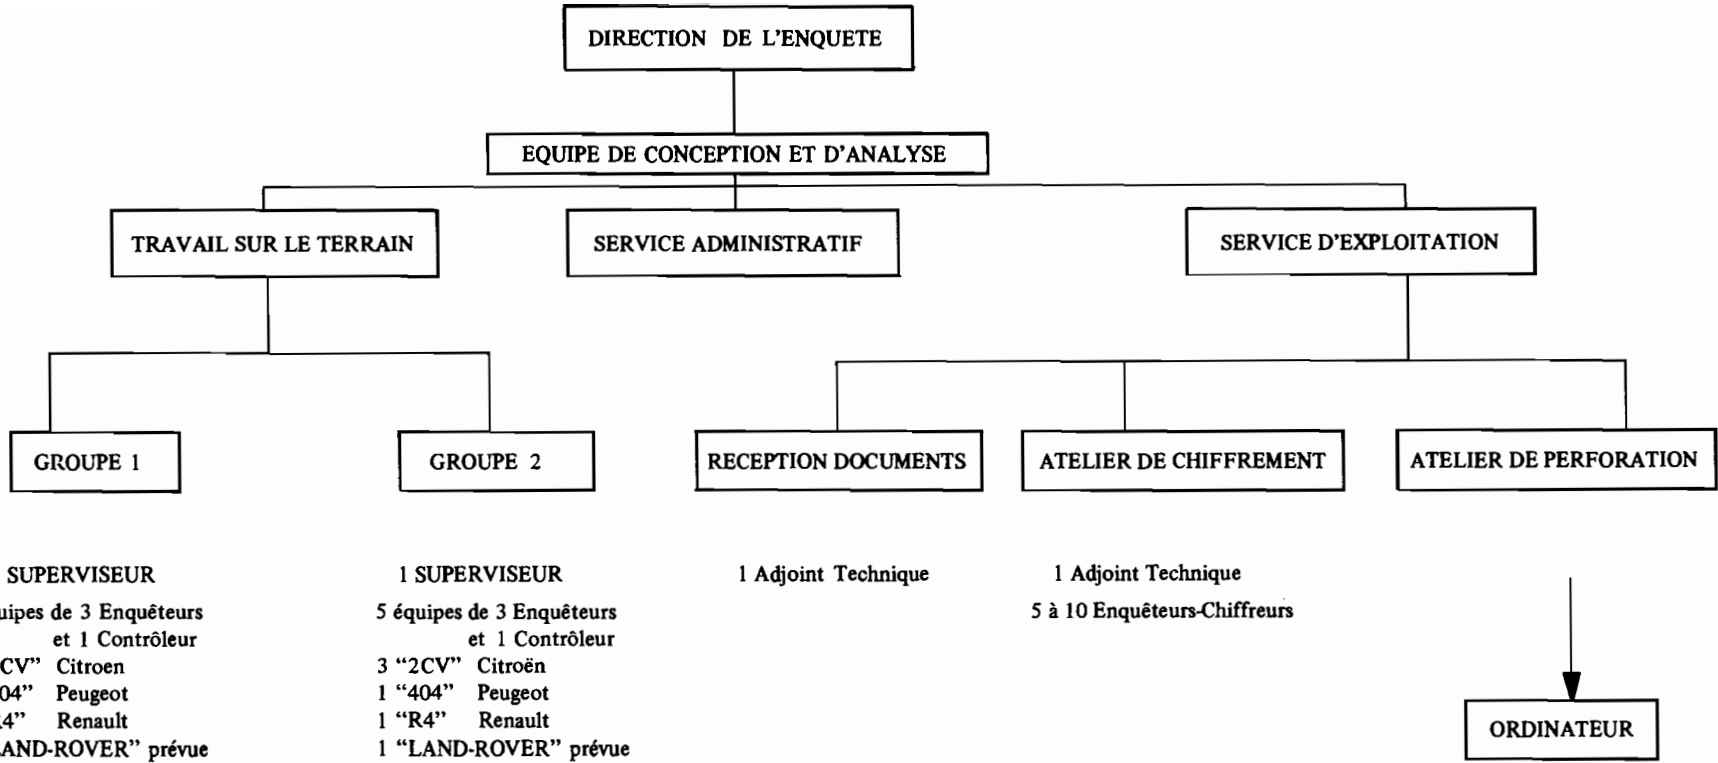 DIRECTION DE L'ENQUETE
EQUIPE DE CONCEPTION ET D'ANALYSE
TRAVAIL SUR LE TERRAIN
SERVICE ADMINISTRATIF
SERVICE D'EXPLOITATION
GROUPE 1
GROUPE 2
RECEPTION DOCUMENTS
ATELIER DE CHIFFREMENT
ATELIER DE PERFORATION
SUPERVISEUR
de 3 Enquêteurs
et 1 Contrôleur
Citroen
Peugeot
Renault
prévue
1 SUPERVISEUR
5 équipes de 3 Enquêteurs
et 1 Contrôleur
3 “2CV” Citroën
1 “404” Peugeot
1 “R4” Renault
1 “LAND-ROVER” prévue
1 Adjoint Technique
1 Adjoint Technique
5 à 10 Enquêteurs-Chiffreurs
ORDINATEUR